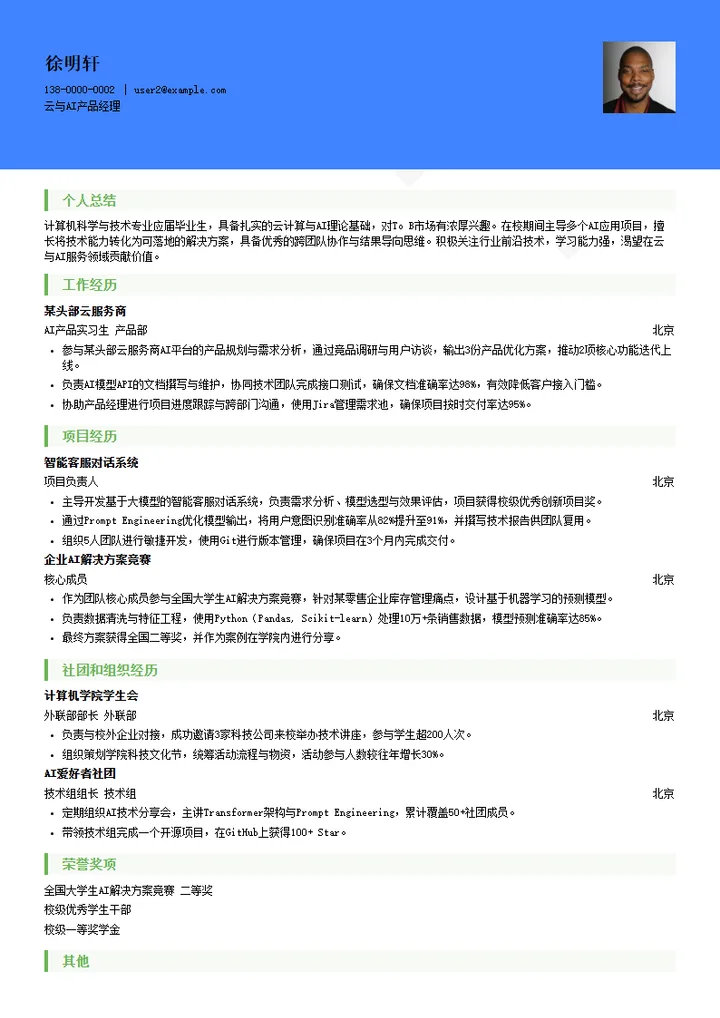 徐明轩
138-0000-0002 | user2@example.com
云与AI产品经理
个人总结
计算机科学与技术专业应届毕业生，具备扎实的云计算与AI理论基础，对T。B市场有浓厚兴趣。在校期间主导多个AI应用项目，擅
长将技术能力转化为可落地的解决方案，具备优秀的跨团队协作与结果导向思维。积极关注行业前沿技术，学习能力强，渴望在云
与AI服务领域贡献价值。
工作经历
某头部云服务商
AI产品实习生 产品部 北京
• 参与某头部云服务商AI平台的产品规划与需求分析，通过竞品调研与用户访谈，输出3份产品优化方案，推动2项核心功能迭代上
线。
• 负责AI模型API的文档撰写与维护，协同技术团队完成接口测试，确保文档准确率达98%，有效降低客户接入门槛。
• 协助产品经理进行项目进度跟踪与跨部门沟通，使用Jira管理需求池，确保项目按时交付率达95%。
项目经历
智能客服对话系统
项目负责人 北京
• 主导开发基于大模型的智能客服对话系统，负责需求分析、模型选型与效果评估，项目获得校级优秀创新项目奖。
• 通过Prompt Engineering优化模型输出，将用户意图识别准确率从82%提升至91%，并撰写技术报告供团队复用。
• 组织5人团队进行敏捷开发，使用Git进行版本管理，确保项目在3个月内完成交付。
企业AI解决方案竞赛
核心成员 北京
• 作为团队核心成员参与全国大学生AI解决方案竞赛，针对某零售企业库存管理痛点，设计基于机器学习的预测模型。
• 负责数据清洗与特征工程，使用Python（Pandas, Scikit-learn）处理10万+条销售数据，模型预测准确率达85%。
• 最终方案获得全国二等奖，并作为案例在学院内进行分享。
社团和组织经历
计算机学院学生会
外联部部长 外联部 北京
• 负责与校外企业对接，成功邀请3家科技公司来校举办技术讲座，参与学生超200人次。
• 组织策划学院科技文化节，统筹活动流程与物资，活动参与人数较往年增长30%。
AI爱好者社团
技术组组长 技术组 北京
• 定期组织AI技术分享会，主讲Transformer架构与Prompt Engineering，累计覆盖50+社团成员。
• 带领技术组完成一个开源项目，在GitHub上获得100+ Star。
荣誉奖项
全国大学生AI解决方案竞赛 二等奖
校级优秀学生干部
校级一等奖学金
其他